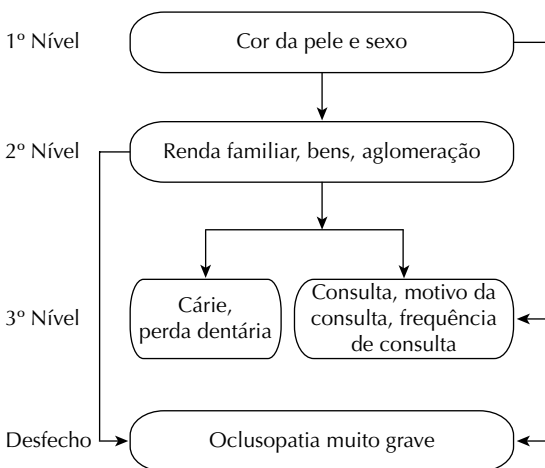 1º Nível
Cor da pele e sexo
2º Nível
Renda familiar, bens, aglomeração
3º Nível
Cárie,
perda dentária
Consulta, motivo da
consulta, frequência
de consulta
Desfecho
Oclusopatia muito grave